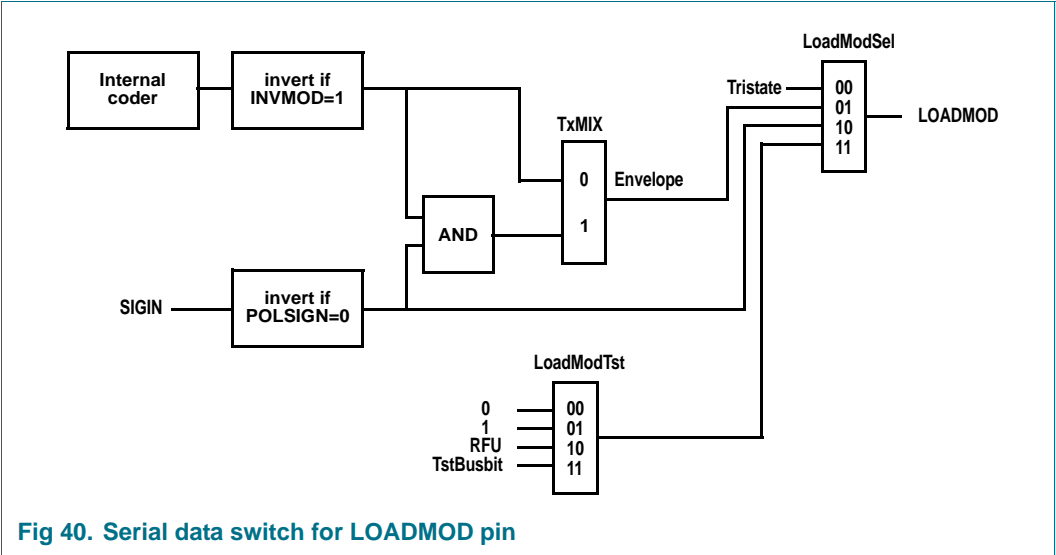 LoadModSel
Internal
coder
invert if
INVMOD=1
Tristate
00
01
10
11
LOADMOD
TxMIX
0
1
Envelope
AND
SIGIN
invert if
POLSIGN=0
LoadModTst
0
1
RFU
TstBusbit
00
01
10
11
Fig 40. Serial data switch for LOADMOD pin